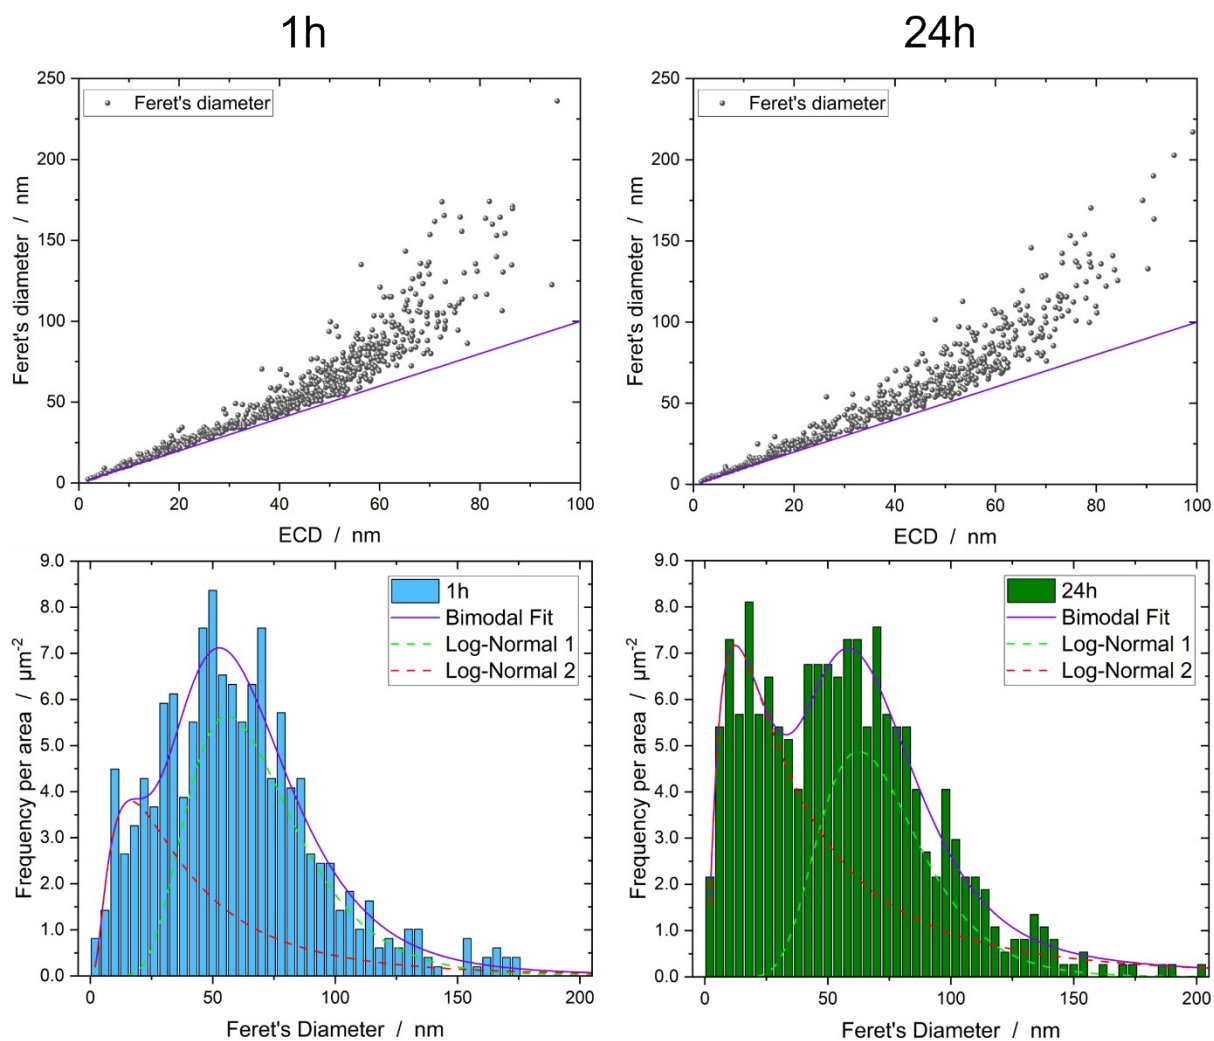 1h
24h
250
200
150
100
50
0
Feret's diameter / nm
Feret's diameter
0 20 40 60 80 100
ECD / nm
250
200
150
100
50
0
Feret's diameter / nm
Feret's diameter
0 20 40 60 80 100
ECD / nm
9.0
8.0
7.0
6.0
5.0
4.0
3.0
2.0
1.0
0.0
Frequency per area / μm⁻²
1h
Bimodal Fit
Log-Normal 1
Log-Normal 2
0 50 100 150 200
Feret's Diameter / nm
9.0
8.0
7.0
6.0
5.0
4.0
3.0
2.0
1.0
0.0
Frequency per area / μm⁻²
24h
Bimodal Fit
Log-Normal 1
Log-Normal 2
0 50 100 150 200
Feret's Diameter / nm